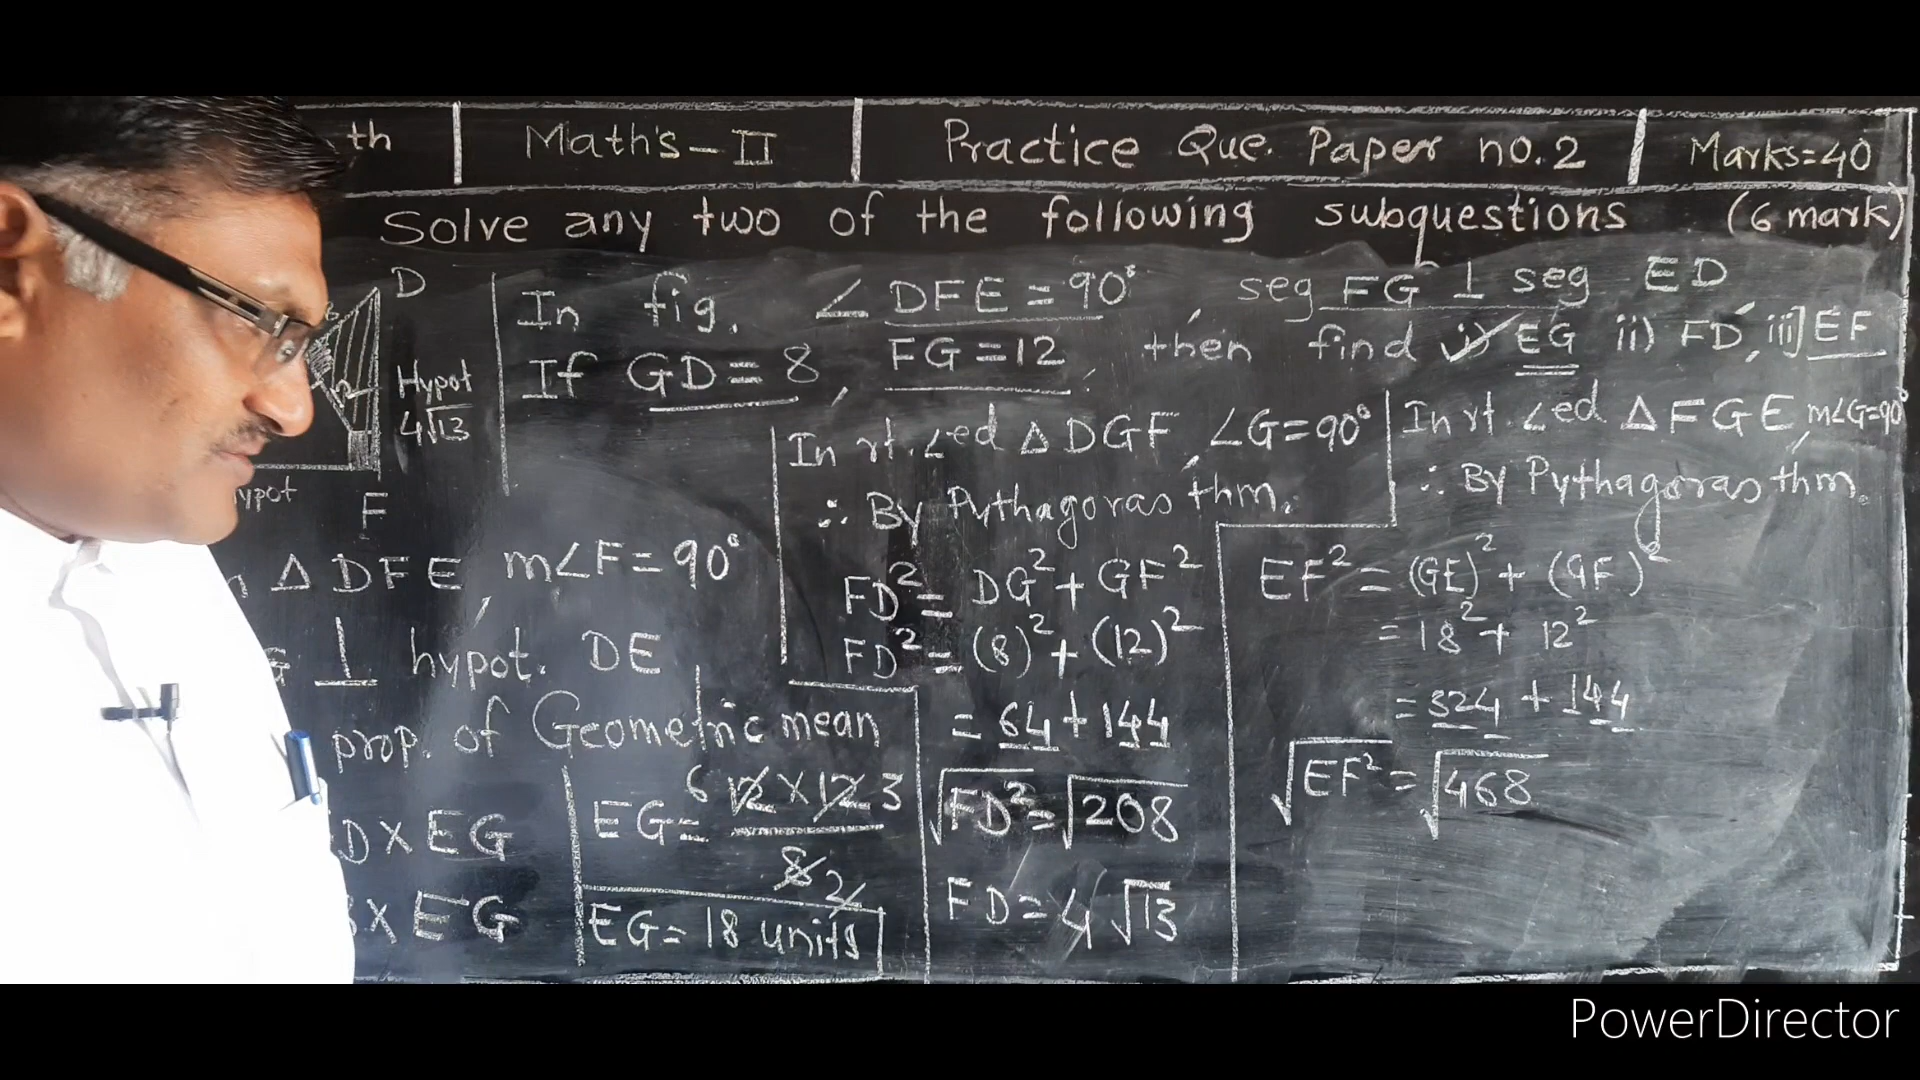 th | Math's - II | Practice Que. Paper no. 2 | Marks=40
Solve any two of the following subquestions (6 mark)
D
Hypot
4√13
F
In fig. ∠DFE = 90°, seg FG ⊥ seg ED
If GD = 8, FG = 12, then find i) EG ii) FD, iii] EF
△DFE, m∠F = 90°
⊥ hypot. DE
prop. of Geometric mean
D × EG
× EG
EG = 6 12 × 12 3 / 8 2
EG = 18 units
In rt. ∠ed △DGF, ∠G = 90°
∴ By Pythagoras thm.
FD² = DG² + GF²
FD² = (8)² + (12)²
= 64 + 144
√FD² = √208
FD = 4√13
In rt. ∠ed △FGE, m∠G=90°
∴ By Pythagoras thm.
EF² = (GE)² + (GF)²
= 18² + 12²
= 324 + 144
√EF² = √468
PowerDirector